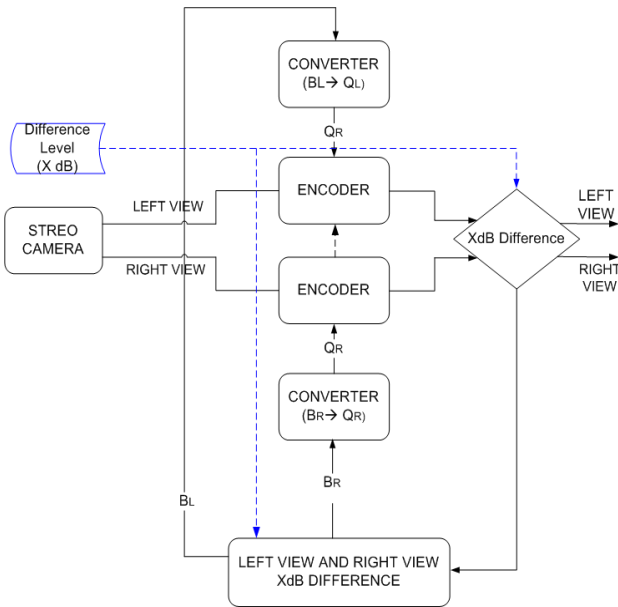 CONVERTER
(BL→ QL)
QR
Difference
Level
(X dB)
ENCODER
LEFT VIEW
LEFT
VIEW
STREO
CAMERA
XdB Difference
RIGHT VIEW
RIGHT
VIEW
ENCODER
QR
CONVERTER
(BR→ QR)
BR
BL
LEFT VIEW AND RIGHT VIEW
XdB DIFFERENCE